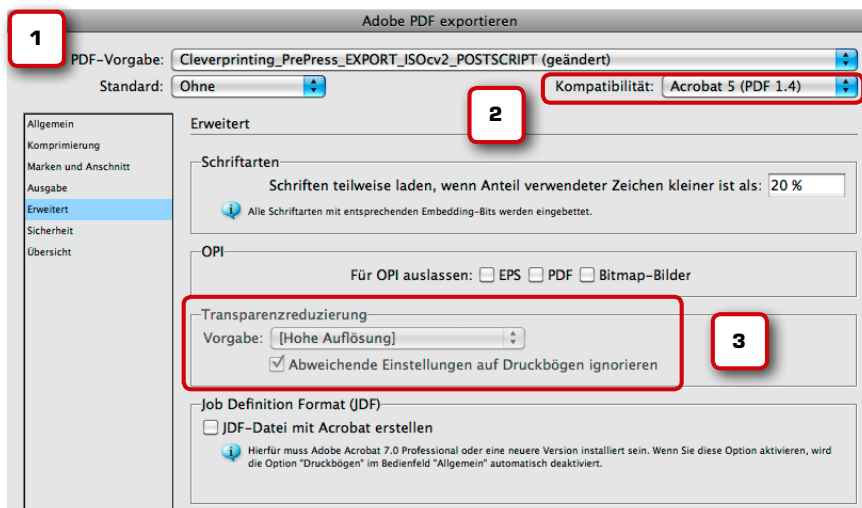 Adobe PDF exportieren
1
PDF-Vorgabe: Cleverprinting_PrePress_EXPORT_ISOcv2_POSTSCRIPT (geändert)
Standard: Ohne
Kompatibilität: Acrobat 5 (PDF 1.4)
2
Allgemein
Komprimierung
Marken und Anschnitt
Ausgabe
Erweitert
Sicherheit
Übersicht
Erweitert
Schriftarten
Schriften teilweise laden, wenn Anteil verwendeter Zeichen kleiner ist als: 20 %
Alle Schriftarten mit entsprechenden Embedding-Bits werden eingebettet.
OPI
Für OPI auslassen: EPS PDF Bitmap-Bilder
Transparenzreduzierung
Vorgabe: [Hohe Auflösung]
Abweichende Einstellungen auf Druckbögen ignorieren
3
Job Definition Format (JDF)
JDF-Datei mit Acrobat erstellen
Hierfür muss Adobe Acrobat 7.0 Professional oder eine neuere Version installiert sein. Wenn Sie diese Option aktivieren, wird
die Option "Druckbögen" im Bedienfeld "Allgemein" automatisch deaktiviert.